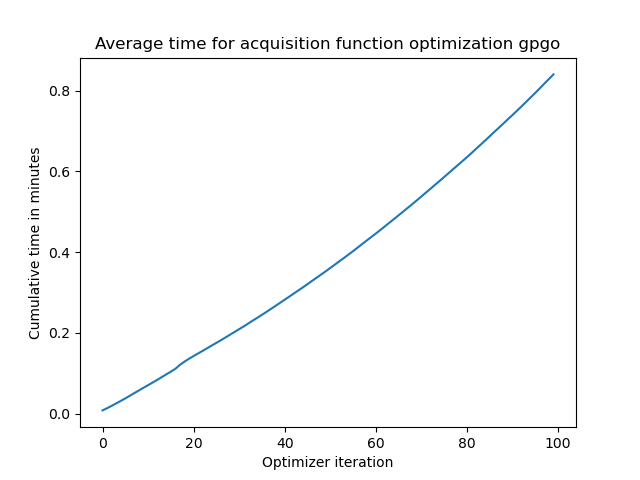 Average time for acquisition function optimization gpgo
Cumulative time in minutes
0.8
0.6
0.4
0.2
0.0
0 20 40 60 80 100
Optimizer iteration